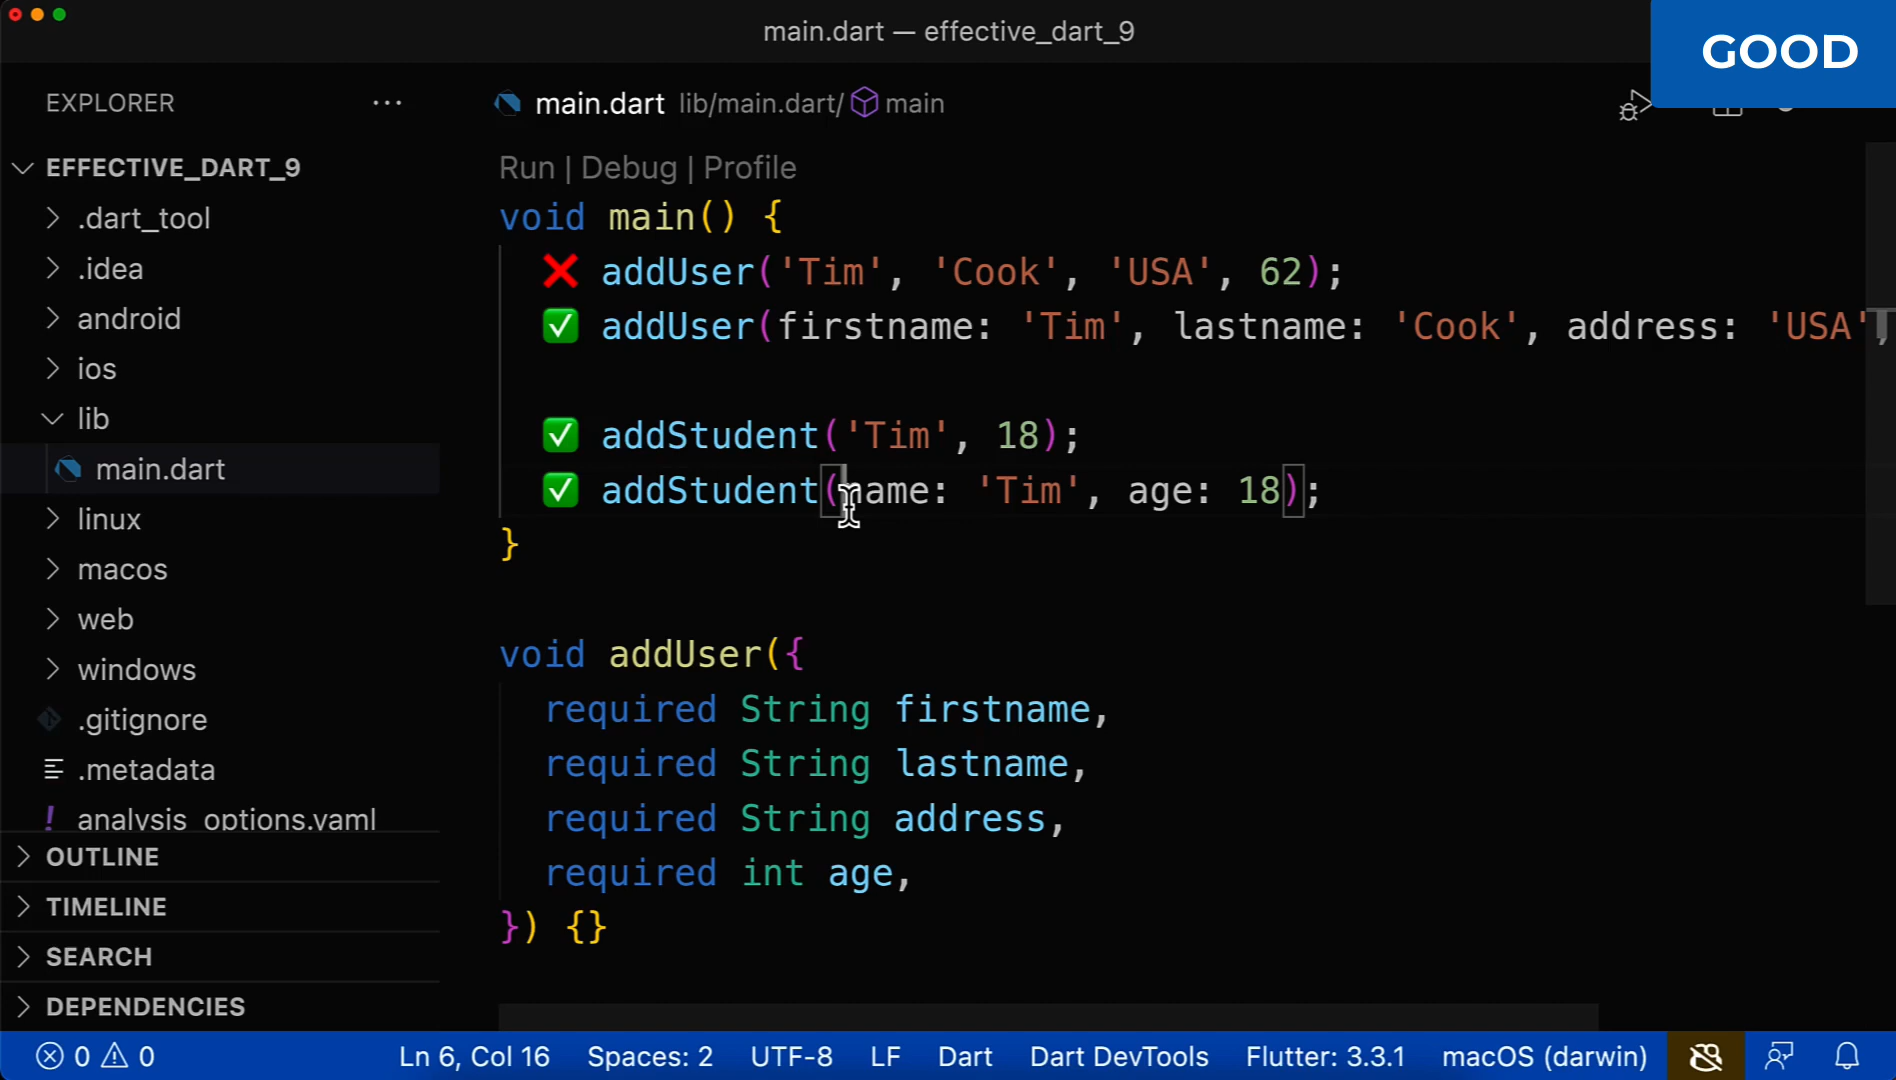 main.dart — effective_dart_9
GOOD
EXPLORER
main.dart lib/main.dart/ main
EFFECTIVE_DART_9
.dart_tool
.idea
android
ios
lib
main.dart
linux
macos
web
windows
.gitignore
.metadata
analysis_options.yaml
OUTLINE
TIMELINE
SEARCH
DEPENDENCIES
Run | Debug | Profile
void main() {
❌ addUser('Tim', 'Cook', 'USA', 62);
✅ addUser(firstname: 'Tim', lastname: 'Cook', address: 'USA',
✅ addStudent('Tim', 18);
✅ addStudent(name: 'Tim', age: 18);
}
void addUser({
required String firstname,
required String lastname,
required String address,
required int age,
}) {}
0 0 Ln 6, Col 16 Spaces: 2 UTF-8 LF Dart Dart DevTools Flutter: 3.3.1 macOS (darwin)